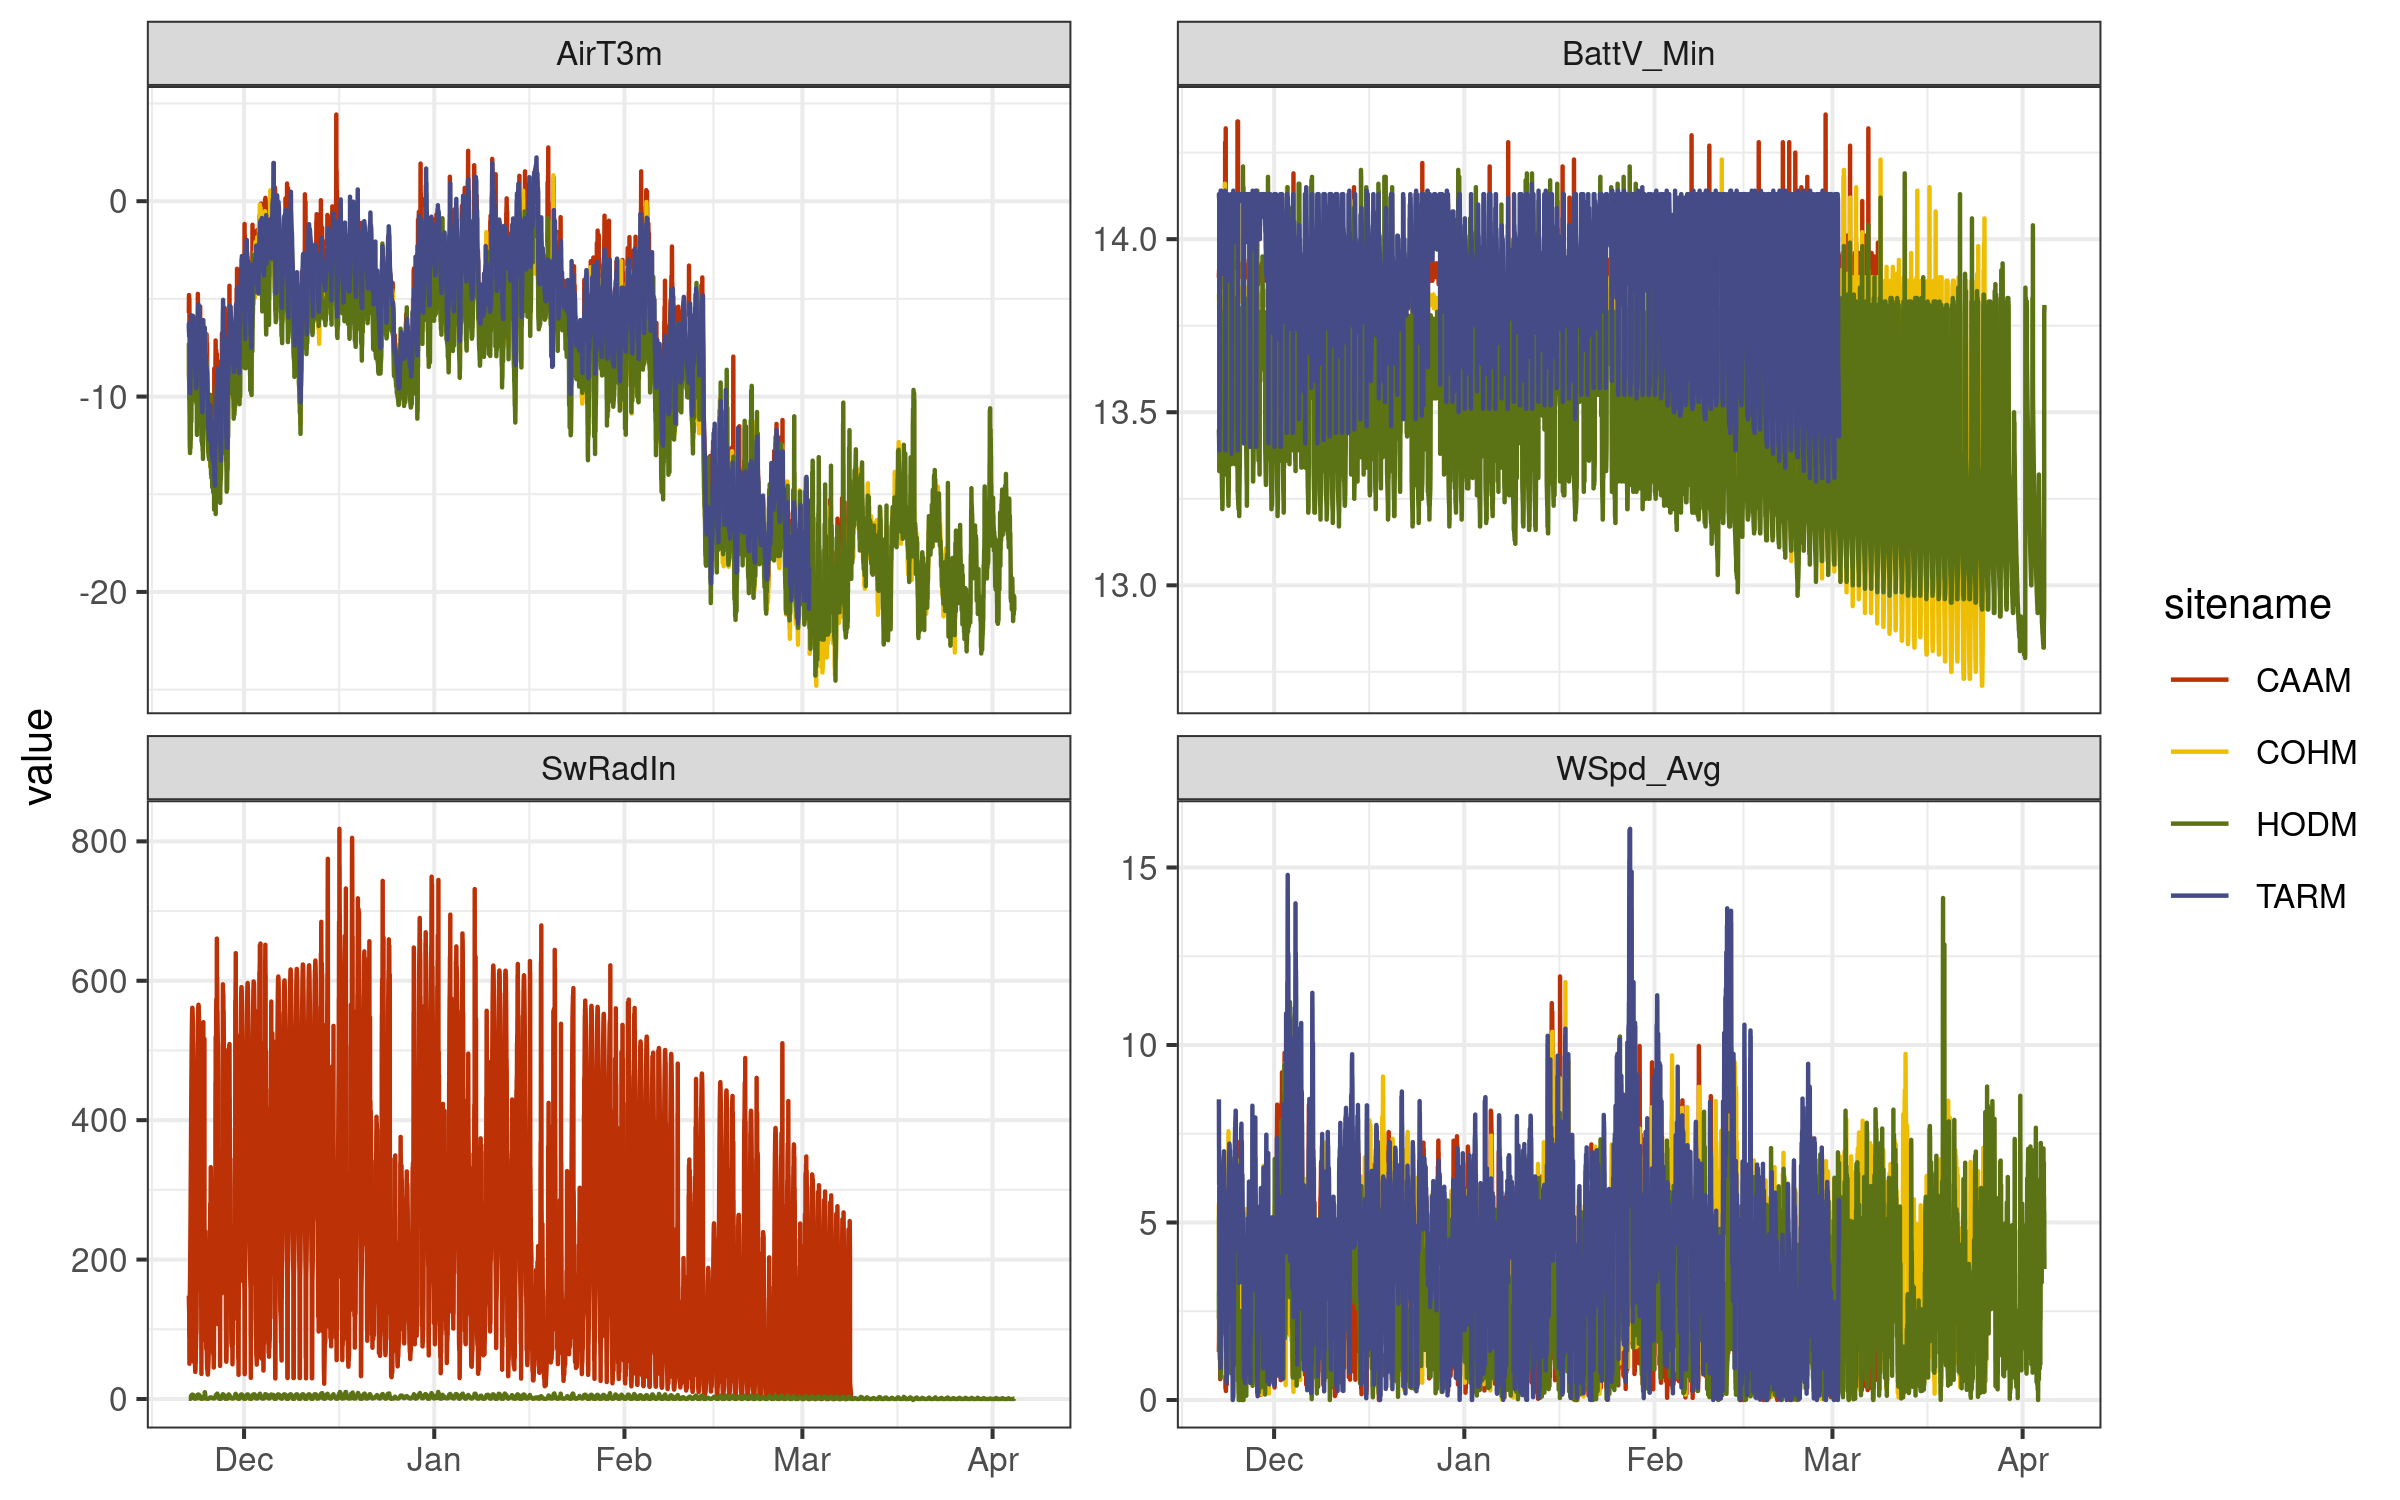 AirT3m
BattV_Min
0
-10
-20
14.0
13.5
13.0
value
SwRadIn
WSpd_Avg
800
600
400
200
0
15
10
5
0
Dec Jan Feb Mar Apr
Dec Jan Feb Mar Apr
sitename
CAAM
COHM
HODM
TARM